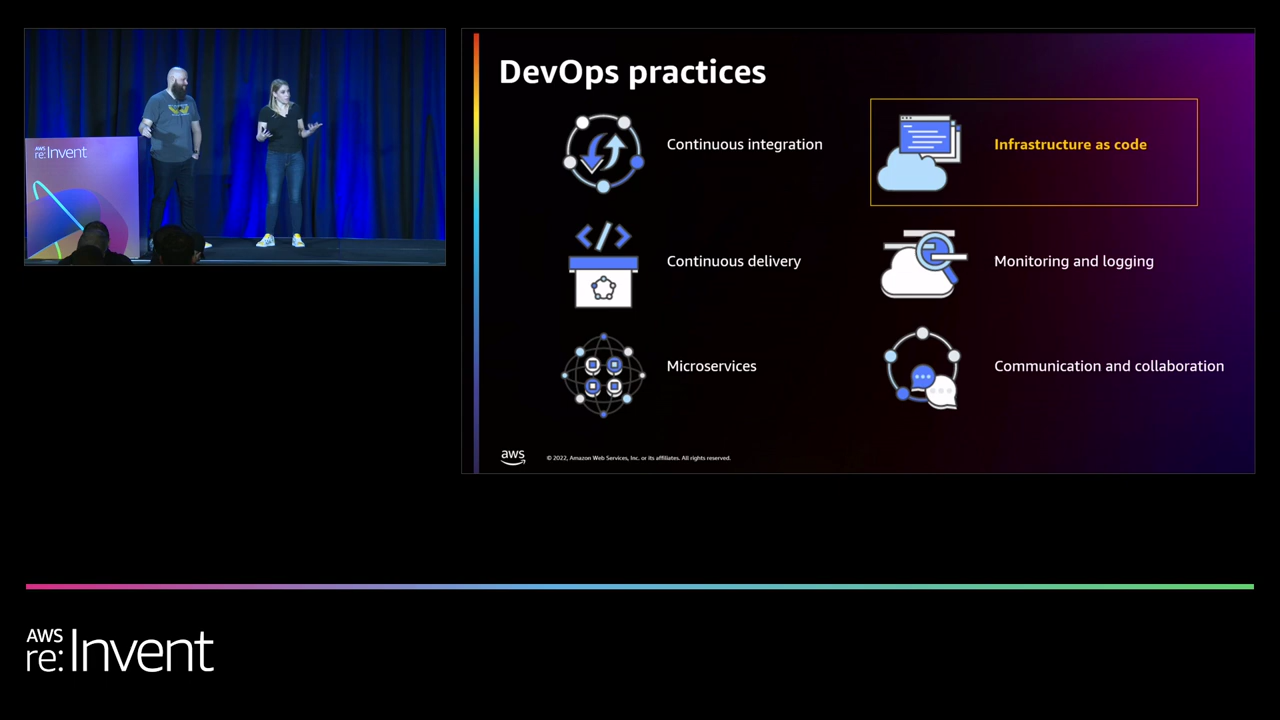 AWS
re:Invent
DevOps practices
Continuous integration
Infrastructure as code
Continuous delivery
Monitoring and logging
Microservices
Communication and collaboration
aws
© 2022, Amazon Web Services, Inc. or its affiliates. All rights reserved.
AWS
re:Invent